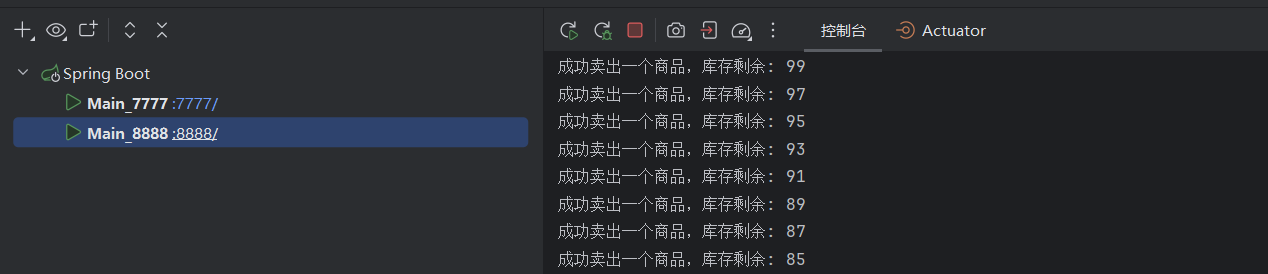 控制台
Actuator
Spring Boot
Main_7777 :7777/
Main_8888 :8888/
成功卖出一个商品，库存剩余: 99
成功卖出一个商品，库存剩余: 97
成功卖出一个商品，库存剩余: 95
成功卖出一个商品，库存剩余: 93
成功卖出一个商品，库存剩余: 91
成功卖出一个商品，库存剩余: 89
成功卖出一个商品，库存剩余: 87
成功卖出一个商品，库存剩余: 85